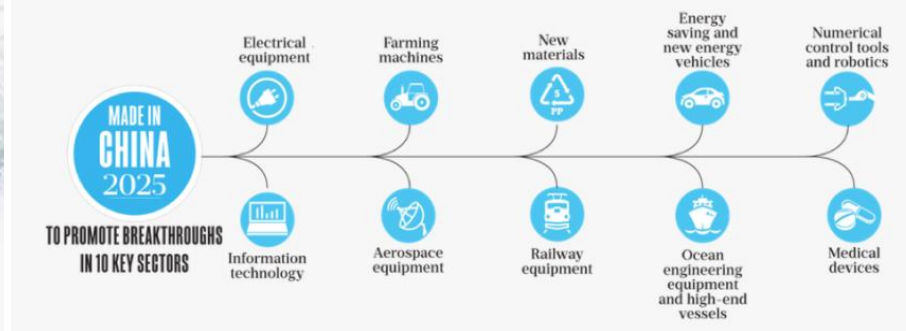 MADE IN
CHINA
2025
TO PROMOTE BREAKTHROUGHS
IN 10 KEY SECTORS
Electrical
equipment
Farming
machines
New
materials
5
PP
Energy
saving and
new energy
vehicles
Numerical
control tools
and robotics
Information
technology
Aerospace
equipment
Railway
equipment
Ocean
engineering
equipment
and high-end
vessels
Medical
devices